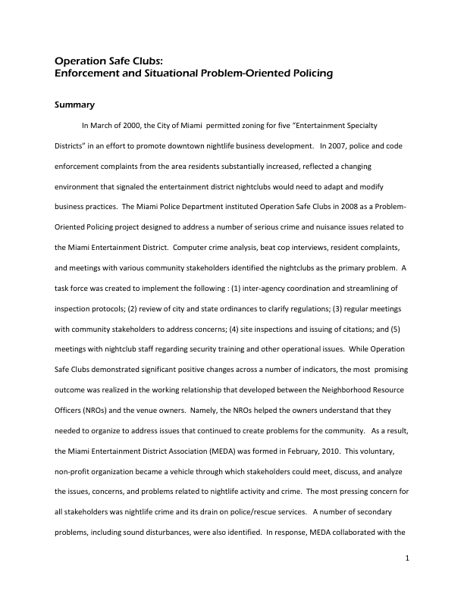 Operation Safe Clubs:
Enforcement and Situational Problem-Oriented Policing
Summary
In March of 2000, the City of Miami permitted zoning for five “Entertainment Specialty
Districts” in an effort to promote downtown nightlife business development. In 2007, police and code
enforcement complaints from the area residents substantially increased, reflected a changing
environment that signaled the entertainment district nightclubs would need to adapt and modify
business practices. The Miami Police Department instituted Operation Safe Clubs in 2008 as a Problem-
Oriented Policing project designed to address a number of serious crime and nuisance issues related to
the Miami Entertainment District. Computer crime analysis, beat cop interviews, resident complaints,
and meetings with various community stakeholders identified the nightclubs as the primary problem. A
task force was created to implement the following : (1) inter-agency coordination and streamlining of
inspection protocols; (2) review of city and state ordinances to clarify regulations; (3) regular meetings
with community stakeholders to address concerns; (4) site inspections and issuing of citations; and (5)
meetings with nightclub staff regarding security training and other operational issues. While Operation
Safe Clubs demonstrated significant positive changes across a number of indicators, the most promising
outcome was realized in the working relationship that developed between the Neighborhood Resource
Officers (NROs) and the venue owners. Namely, the NROs helped the owners understand that they
needed to organize to address issues that continued to create problems for the community. As a result,
the Miami Entertainment District Association (MEDA) was formed in February, 2010. This voluntary,
non-profit organization became a vehicle through which stakeholders could meet, discuss, and analyze
the issues, concerns, and problems related to nightlife activity and crime. The most pressing concern for
all stakeholders was nightlife crime and its drain on police/rescue services. A number of secondary
problems, including sound disturbances, were also identified. In response, MEDA collaborated with the
1